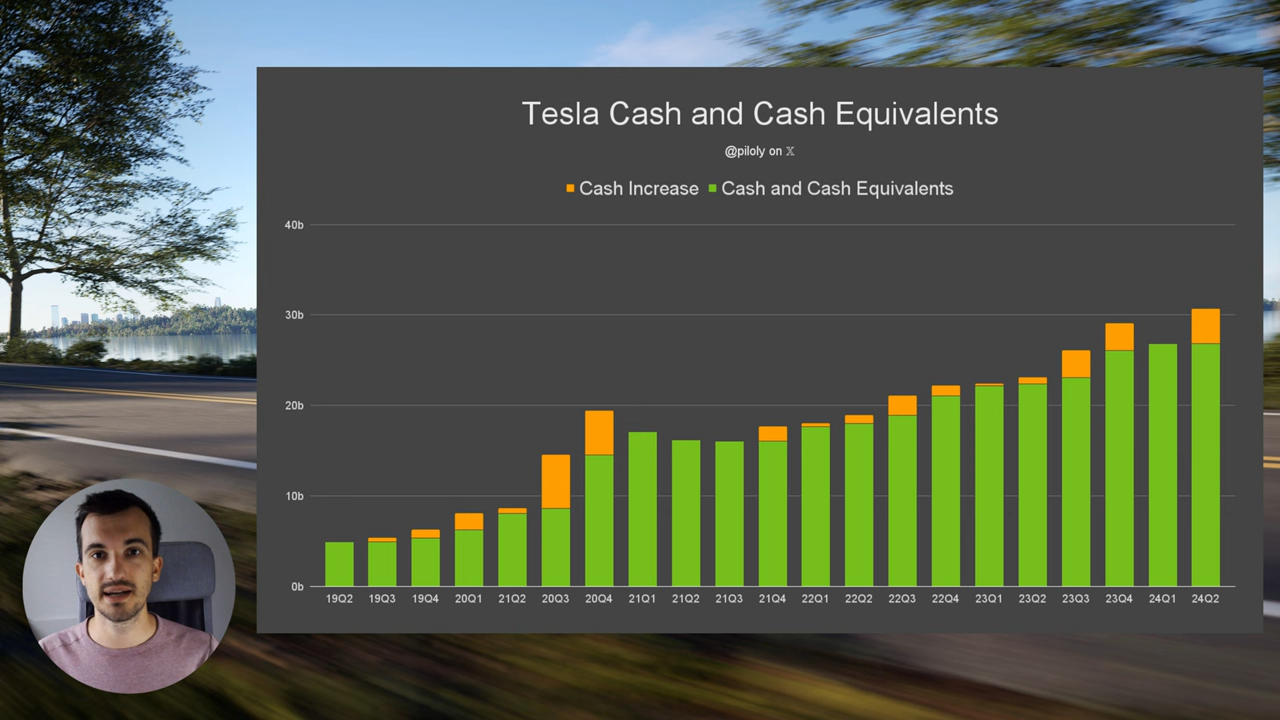 Tesla Cash and Cash Equivalents
@piloly on 𝕏
Cash Increase Cash and Cash Equivalents
40b
30b
20b
10b
0b
19Q2 19Q3 19Q4 20Q1 21Q2 20Q3 20Q4 21Q1 21Q2 21Q3 21Q4 22Q1 22Q2 22Q3 22Q4 23Q1 23Q2 23Q3 23Q4 24Q1 24Q2